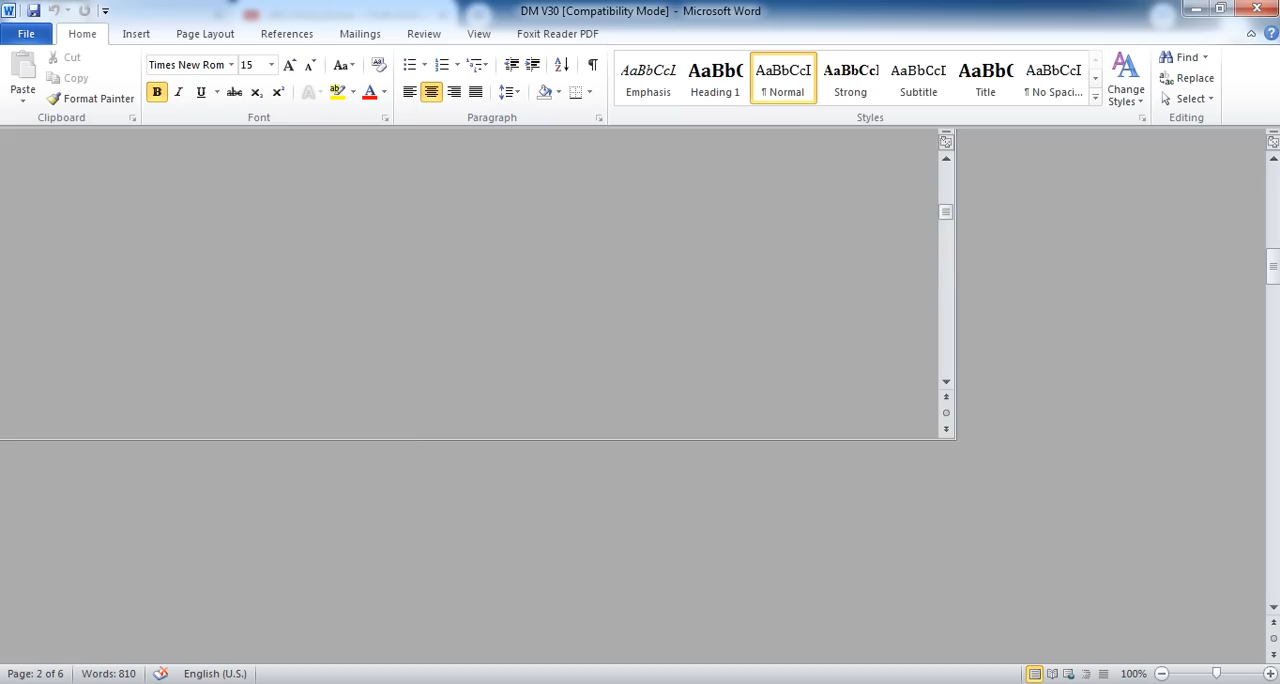 DM V30 [Compatibility Mode] - Microsoft Word
File Home Insert Page Layout References Mailings Review View Foxit Reader PDF
Paste
Cut
Copy
Format Painter
Clipboard
Times New Rom 15
Font
Paragraph
AaBbCcI AaBb( AaBbCcI AaBbCcI AaBbCcI AaBb( AaBbCcI
Emphasis Heading 1 ¶ Normal Strong Subtitle Title ¶ No Spaci...
Styles
Change
Styles
Find
Replace
Select
Editing
Page: 2 of 6 Words: 810 English (U.S.) 100%